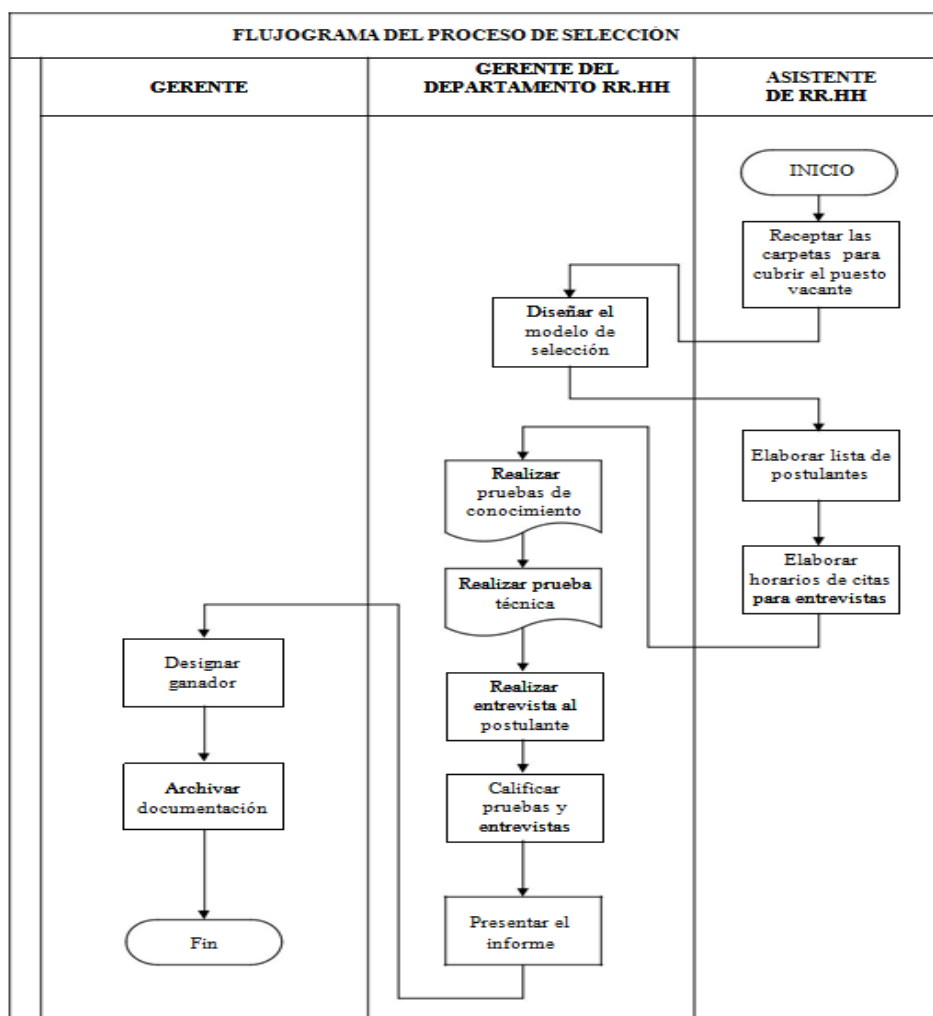 FLUJOGRAMA DEL PROCESO DE SELECCIÓN
GERENTE
GERENTE DEL
DEPARTAMENTO RR.HH
ASISTENTE
DE RR.HH
INICIO
Receptar las
carpetas para
cubrir el puesto
vacante
Diseñar el
modelo de
selección
Elaborar lista de
postulantes
Elaborar
horarios de citas
para entrevistas
Realizar
pruebas de
conocimiento
Realizar prueba
técnica
Realizar
entrevista al
postulante
Calificar
pruebas y
entrevistas
Presentar el
informe
Designar
ganador
Archivar
documentación
Fin